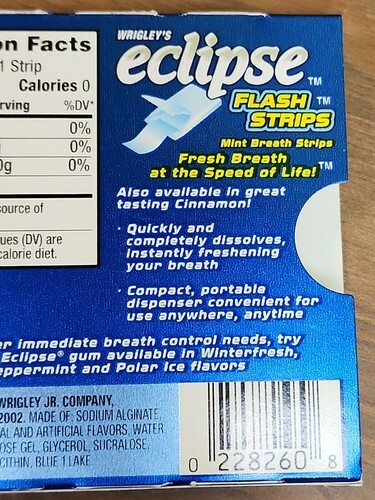 on Facts
1 Strip
Calories 0
erving %DV*
0%
0%
0g 0%
source of
ues (DV) are
calorie diet.
WRIGLEY'S
eclipse TM
FLASH TM
STRIPS
Mint Breath Strips
Fresh Breath
at the Speed of Life! TM
Also available in great
tasting Cinnamon!
· Quickly and
completely dissolves,
instantly freshening
your breath
· Compact, portable
dispenser convenient for
use anywhere, anytime
er immediate breath control needs, try
Eclipse® gum available in Winterfresh,
eppermint and Polar Ice flavors
WRIGLEY JR. COMPANY,
2002. MADE OF: SODIUM ALGINATE,
AL AND ARTIFICIAL FLAVORS, WATER,
OSE GEL, GLYCEROL, SUCRALOSE,
CITHIN, BLUE 1 LAKE
0 228260 8